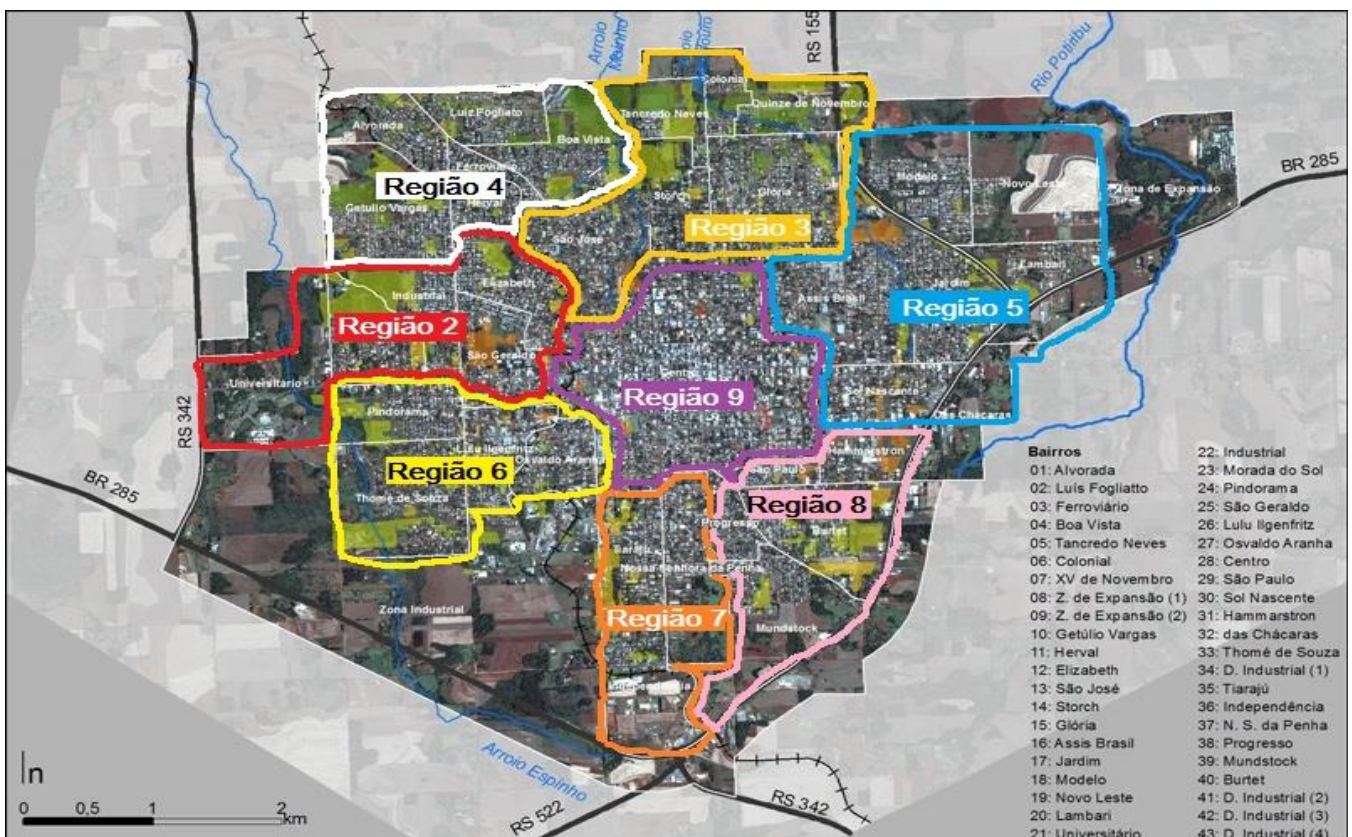 Arroio Moinho
RS 155
Rio Potiribu
Colonial
Tancredo Neves
Quinze de Novembro
Luiz Fogliato
Alvorada
Boa Vista
Ferroviário
Herval
Região 4
Getúlio Vargas
Storch
Glória
São José
Região 3
Modelo
Novo Leste
Zona de Expansão
BR 285
Lambari
Jardim
Assis Brasil
Região 5
Elizabeth
Industrial
Região 2
São Geraldo
Universitário
RS 342
Centro
Região 9
Sol Nascente
Das Chácaras
Pindorama
Lulu Ilgenfritz
Osvaldo Aranha
Região 6
Thomé de Souza
BR 285
São Paulo
Hammarstron
Região 8
Progresso
Burtet
Nossa Senhora da Penha
Região 7
Mundstock
Zona Industrial
Independência
Arroio Espinho
RS 522
RS 342
n
0 0,5 1 2
km
Bairros
01: Alvorada
02: Luís Fogliatto
03: Ferroviário
04: Boa Vista
05: Tancredo Neves
06: Colonial
07: XV de Novembro
08: Z. de Expansão (1)
09: Z. de Expansão (2)
10: Getúlio Vargas
11: Herval
12: Elizabeth
13: São José
14: Storch
15: Glória
16: Assis Brasil
17: Jardim
18: Modelo
19: Novo Leste
20: Lambari
21: Universitário
22: Industrial
23: Morada do Sol
24: Pindorama
25: São Geraldo
26: Lulu Ilgenfritz
27: Osvaldo Aranha
28: Centro
29: São Paulo
30: Sol Nascente
31: Hammarstron
32: das Chácaras
33: Thomé de Souza
34: D. Industrial (1)
35: Tiarajú
36: Independência
37: N. S. da Penha
38: Progresso
39: Mundstock
40: Burtet
41: D. Industrial (2)
42: D. Industrial (3)
43: D. Industrial (4)